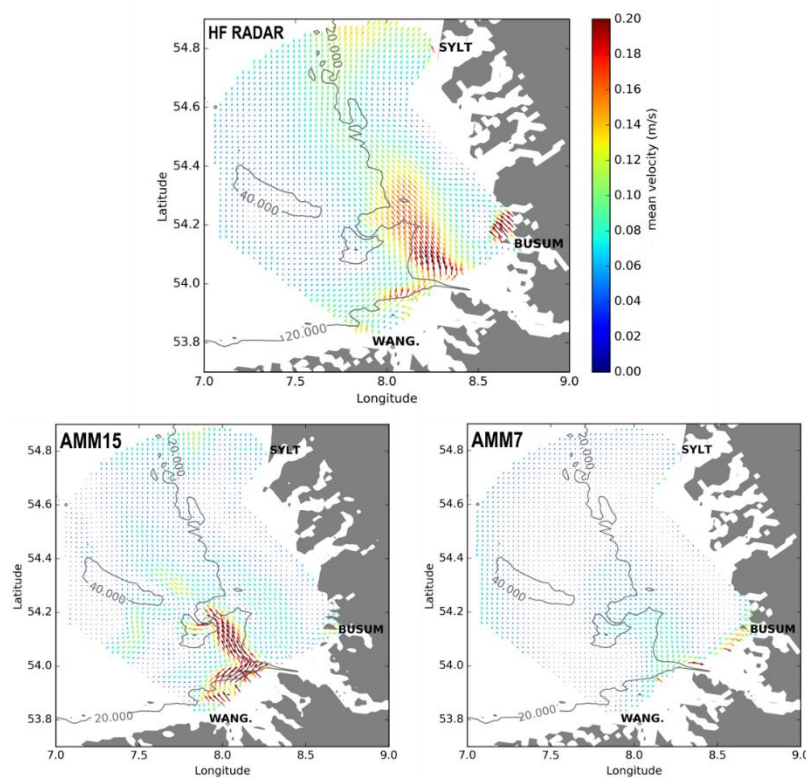 HF RADAR
20.000
SYLT
40.000
BUSUM
20.000
WANG.
54.8
54.6
54.4
54.2
54.0
53.8
Latitude
7.0 7.5 8.0 8.5 9.0
Longitude
0.20
0.18
0.16
0.14
0.12
0.10
0.08
0.06
0.04
0.02
0.00
mean velocity (m/s)
AMM15
20.000
SYLT
40.000
BUSUM
20.000
WANG.
54.8
54.6
54.4
54.2
54.0
53.8
Latitude
7.0 7.5 8.0 8.5 9.0
Longitude
AMM7
20.000
SYLT
40.000
BUSUM
20.000
WANG.
54.8
54.6
54.4
54.2
54.0
53.8
Latitude
7.0 7.5 8.0 8.5 9.0
Longitude